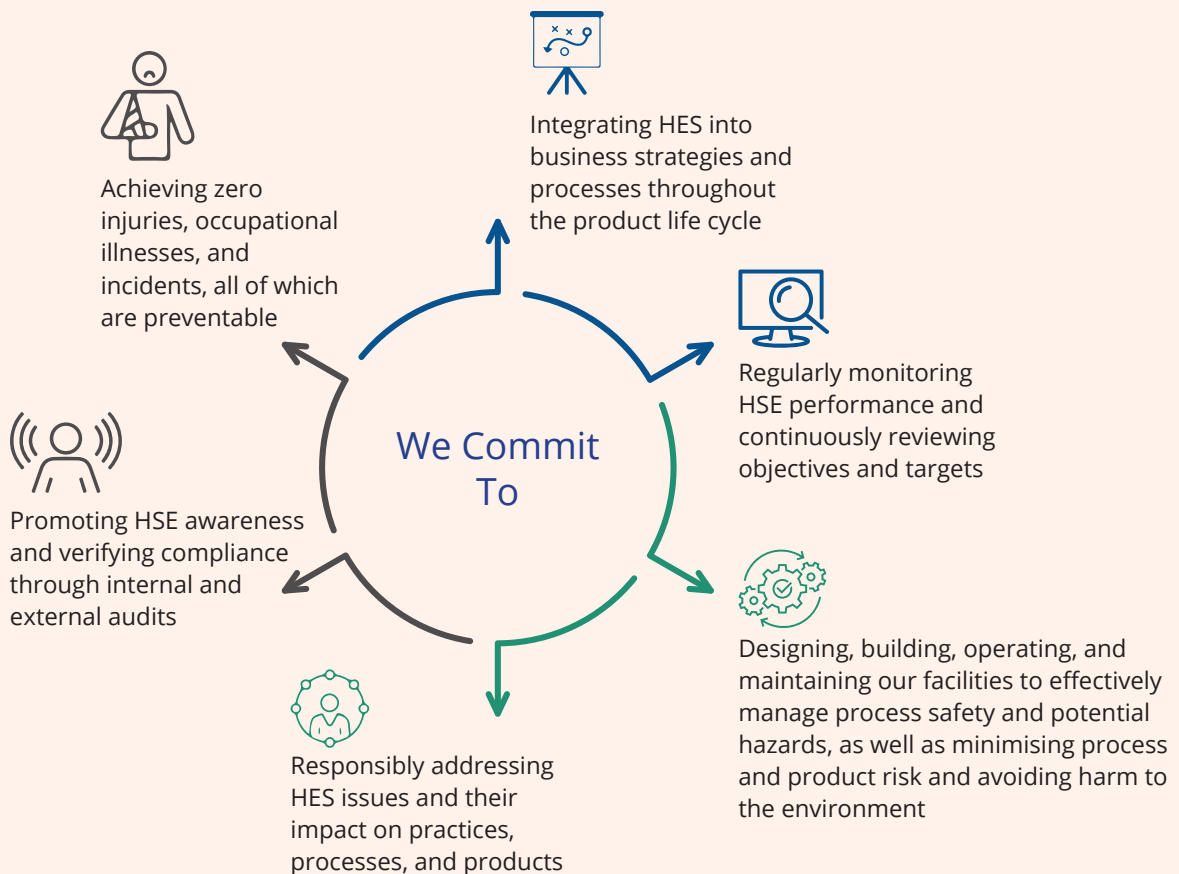 Integrating HES into
business strategies and
processes throughout
the product life cycle
Achieving zero
injuries, occupational
illnesses, and
incidents, all of which
are preventable
Regularly monitoring
HSE performance and
continuously reviewing
objectives and targets
We Commit
To
Promoting HSE awareness
and verifying compliance
through internal and
external audits
Designing, building, operating, and
maintaining our facilities to effectively
manage process safety and potential
hazards, as well as minimising process
and product risk and avoiding harm to
the environment
Responsibly addressing
HES issues and their
impact on practices,
processes, and products